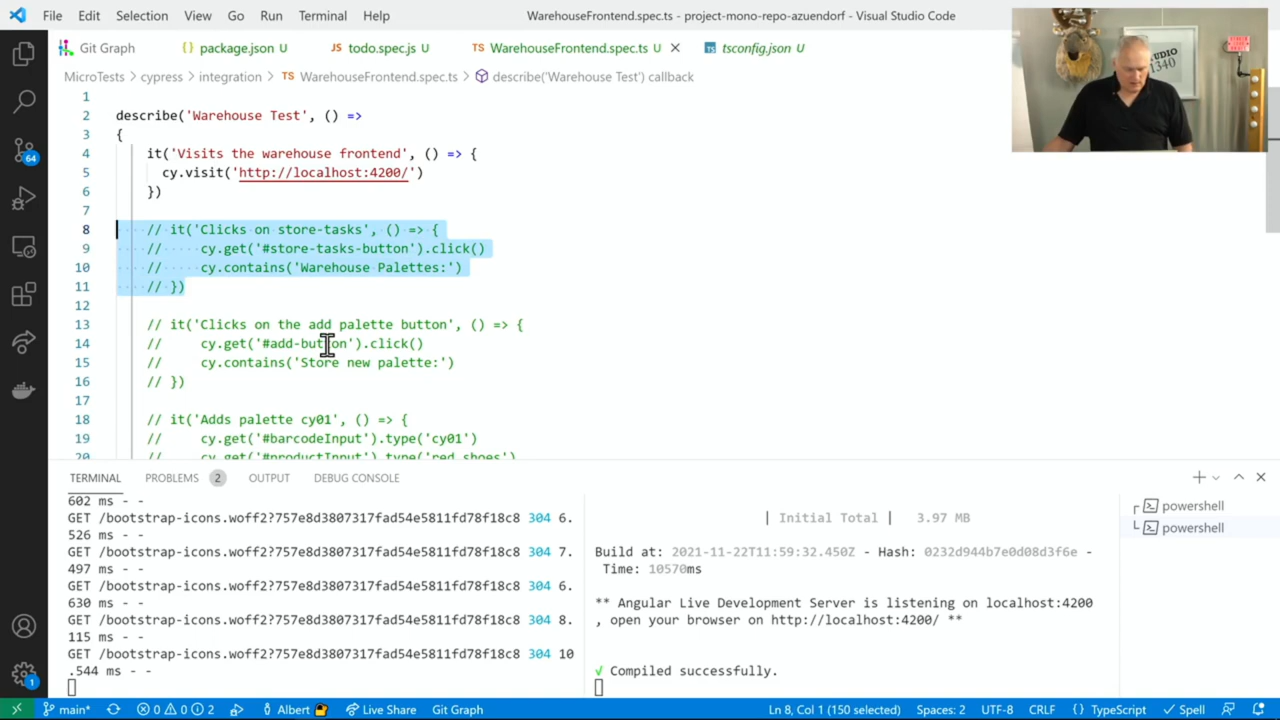 File Edit Selection View Go Run Terminal Help WarehouseFrontend.spec.ts - project-mono-repo-azuendorf - Visual Studio Code
Git Graph package.json U todo.spec.js U WarehouseFrontend.spec.ts U tsconfig.json U
MicroTests > cypress > integration > WarehouseFrontend.spec.ts > describe('Warehouse Test') callback
STUDIO
1340
1
2 describe('Warehouse Test', () =>
3 {
4 it('Visits the warehouse frontend', () => {
5 cy.visit('http://localhost:4200/')
6 })
7
8 // it('Clicks on store-tasks', () => {
9 // cy.get('#store-tasks-button').click()
10 // cy.contains('Warehouse Palettes:')
11 // })
12
13 // it('Clicks on the add palette button', () => {
14 // cy.get('#add-button').click()
15 // cy.contains('Store new palette:')
16 // })
17
18 // it('Adds palette cy01', () => {
19 // cy.get('#barcodeInput').type('cy01')
20 // cy.get('#productInput').type('red shoes')
64
TERMINAL PROBLEMS 2 OUTPUT DEBUG CONSOLE
602 ms - -
GET /bootstrap-icons.woff2?757e8d3807317fad54e5811fd78f18c8 304 6.
526 ms - -
GET /bootstrap-icons.woff2?757e8d3807317fad54e5811fd78f18c8 304 7.
497 ms - -
GET /bootstrap-icons.woff2?757e8d3807317fad54e5811fd78f18c8 304 6.
630 ms - -
GET /bootstrap-icons.woff2?757e8d3807317fad54e5811fd78f18c8 304 8.
115 ms - -
GET /bootstrap-icons.woff2?757e8d3807317fad54e5811fd78f18c8 304 10
.544 ms - -
| Initial Total | 3.97 MB
Build at: 2021-11-22T11:59:32.450Z - Hash: 0232d944b7e0d08d3f6e -
Time: 10570ms
** Angular Live Development Server is listening on localhost:4200
, open your browser on http://localhost:4200/ **
√ Compiled successfully.
powershell
powershell
1
main* 0 0 2 Albert Live Share Git Graph Ln 8, Col 1 (150 selected) Spaces: 2 UTF-8 CRLF {} TypeScript Spell